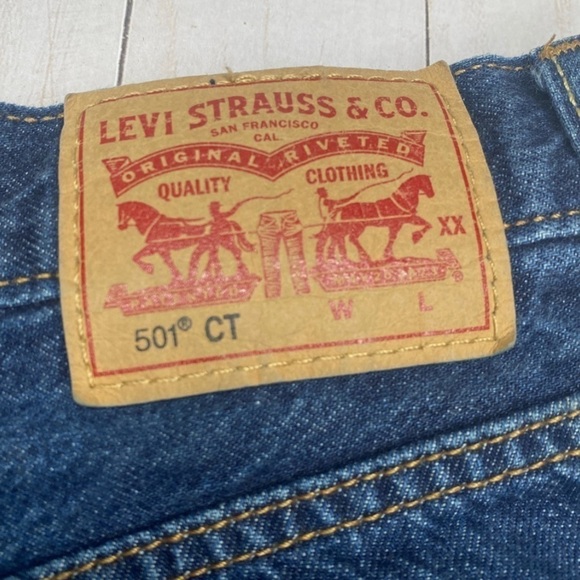 LEVI STRAUSS & CO.
SAN FRANCISCO
CAL.
ORIGINAL RIVETED
QUALITY CLOTHING
XX
501® CT W L